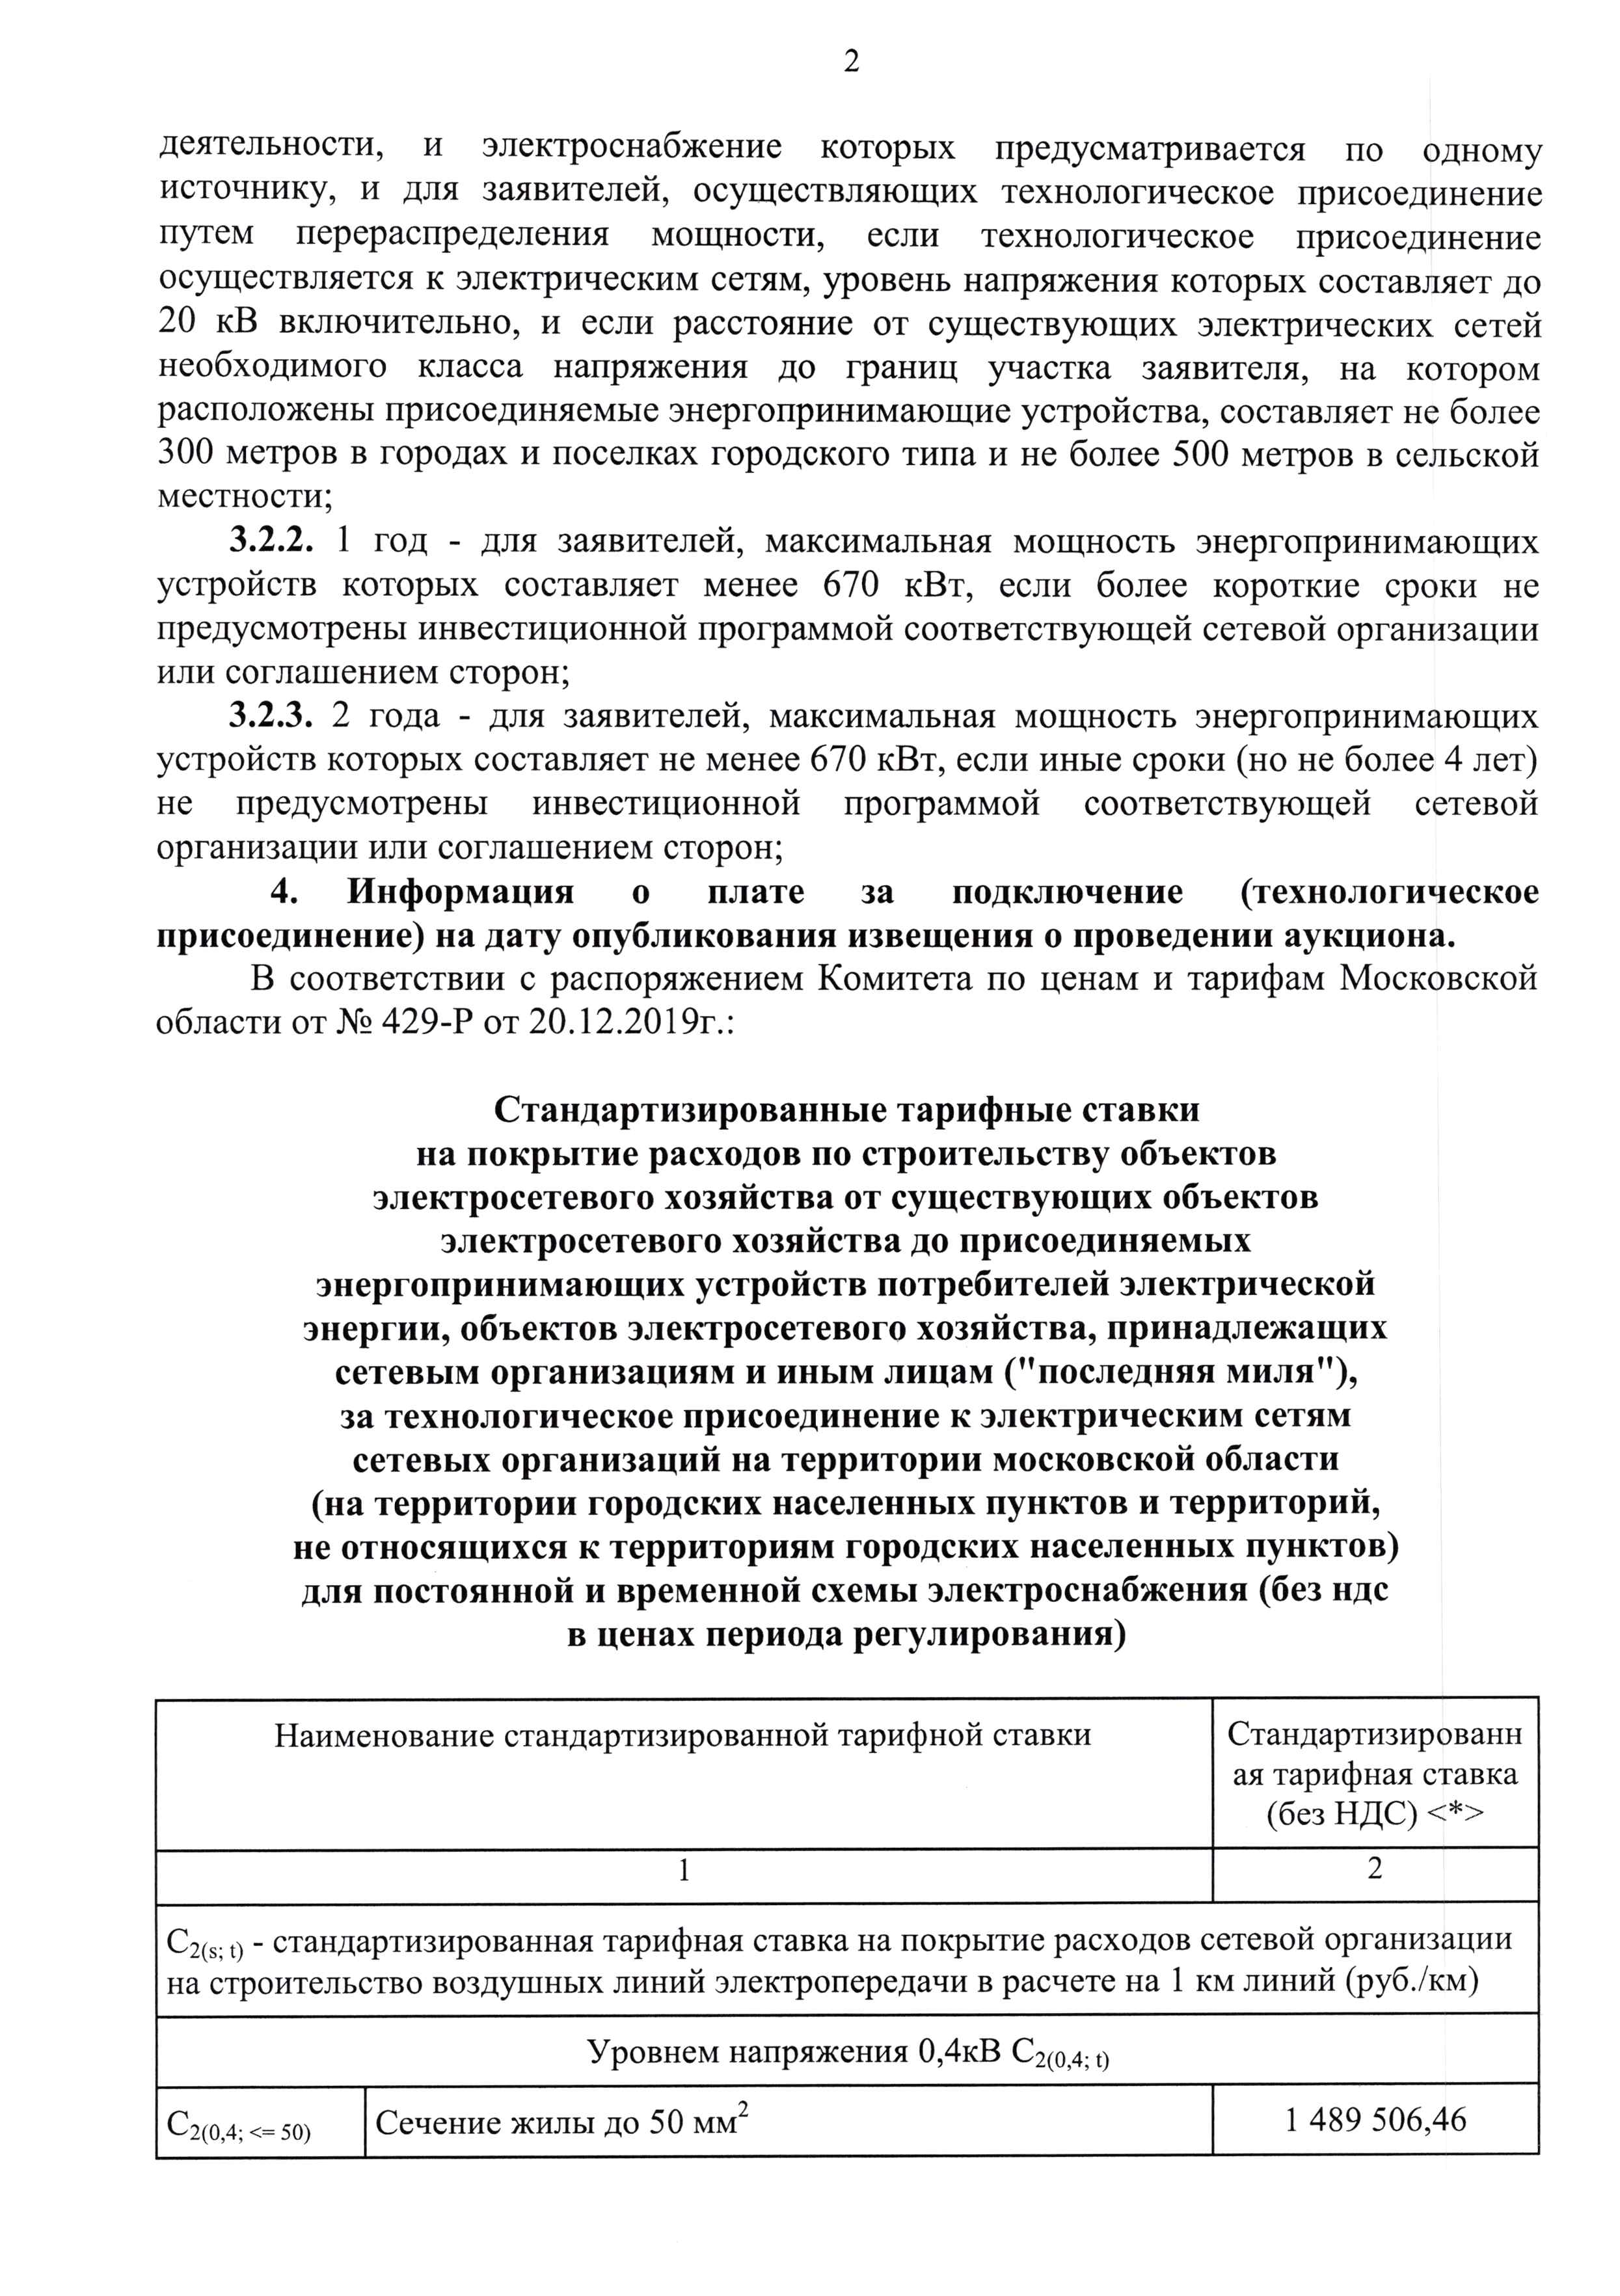 2
деятельности, и электроснабжение которых предусматривается по одному
источнику, и для заявителей, осуществляющих технологическое присоединение
путем перераспределения мощности, если технологическое присоединение
осуществляется к электрическим сетям, уровень напряжения которых составляет до
20 кВ включительно, и если расстояние от существующих электрических сетей
необходимого класса напряжения до границ участка заявителя, на котором
расположены присоединяемые энергопринимающие устройства, составляет не более
300 метров в городах и поселках городского типа и не более 500 метров в сельской
местности;
3.2.2. 1 год - для заявителей, максимальная мощность энергопринимающих
устройств которых составляет менее 670 кВт, если более короткие сроки не
предусмотрены инвестиционной программой соответствующей сетевой организации
или соглашением сторон;
3.2.3. 2 года - для заявителей, максимальная мощность энергопринимающих
устройств которых составляет не менее 670 кВт, если иные сроки (но не более 4 лет)
не предусмотрены инвестиционной программой соответствующей сетевой
организации или соглашением сторон;
4. Информация о плате за подключение (технологическое
присоединение) на дату опубликования извещения о проведении аукциона.
В соответствии с распоряжением Комитета по ценам и тарифам Московской
области от № 429-Р от 20.12.2019г.:
Стандартизированные тарифные ставки
на покрытие расходов по строительству объектов
электросетевого хозяйства от существующих объектов
электросетевого хозяйства до присоединяемых
энергопринимающих устройств потребителей электрической
энергии, объектов электросетевого хозяйства, принадлежащих
сетевым организациям и иным лицам ("последняя миля"),
за технологическое присоединение к электрическим сетям
сетевых организаций на территории московской области
(на территории городских населенных пунктов и территорий,
не относящихся к территориям городских населенных пунктов)
для постоянной и временной схемы электроснабжения (без ндс
в ценах периода регулирования)
Наименование стандартизированной тарифной ставки
Стандартизированн
ая тарифная ставка
(без НДС) <*>
1
2
C2(s; t) - стандартизированная тарифная ставка на покрытие расходов сетевой организации
на строительство воздушных линий электропередачи в расчете на 1 км линий (руб./км)
Уровнем напряжения 0,4кВ C2(0,4; t)
C2(0,4; <= 50) Сечение жилы до 50 мм² 1 489 506,46